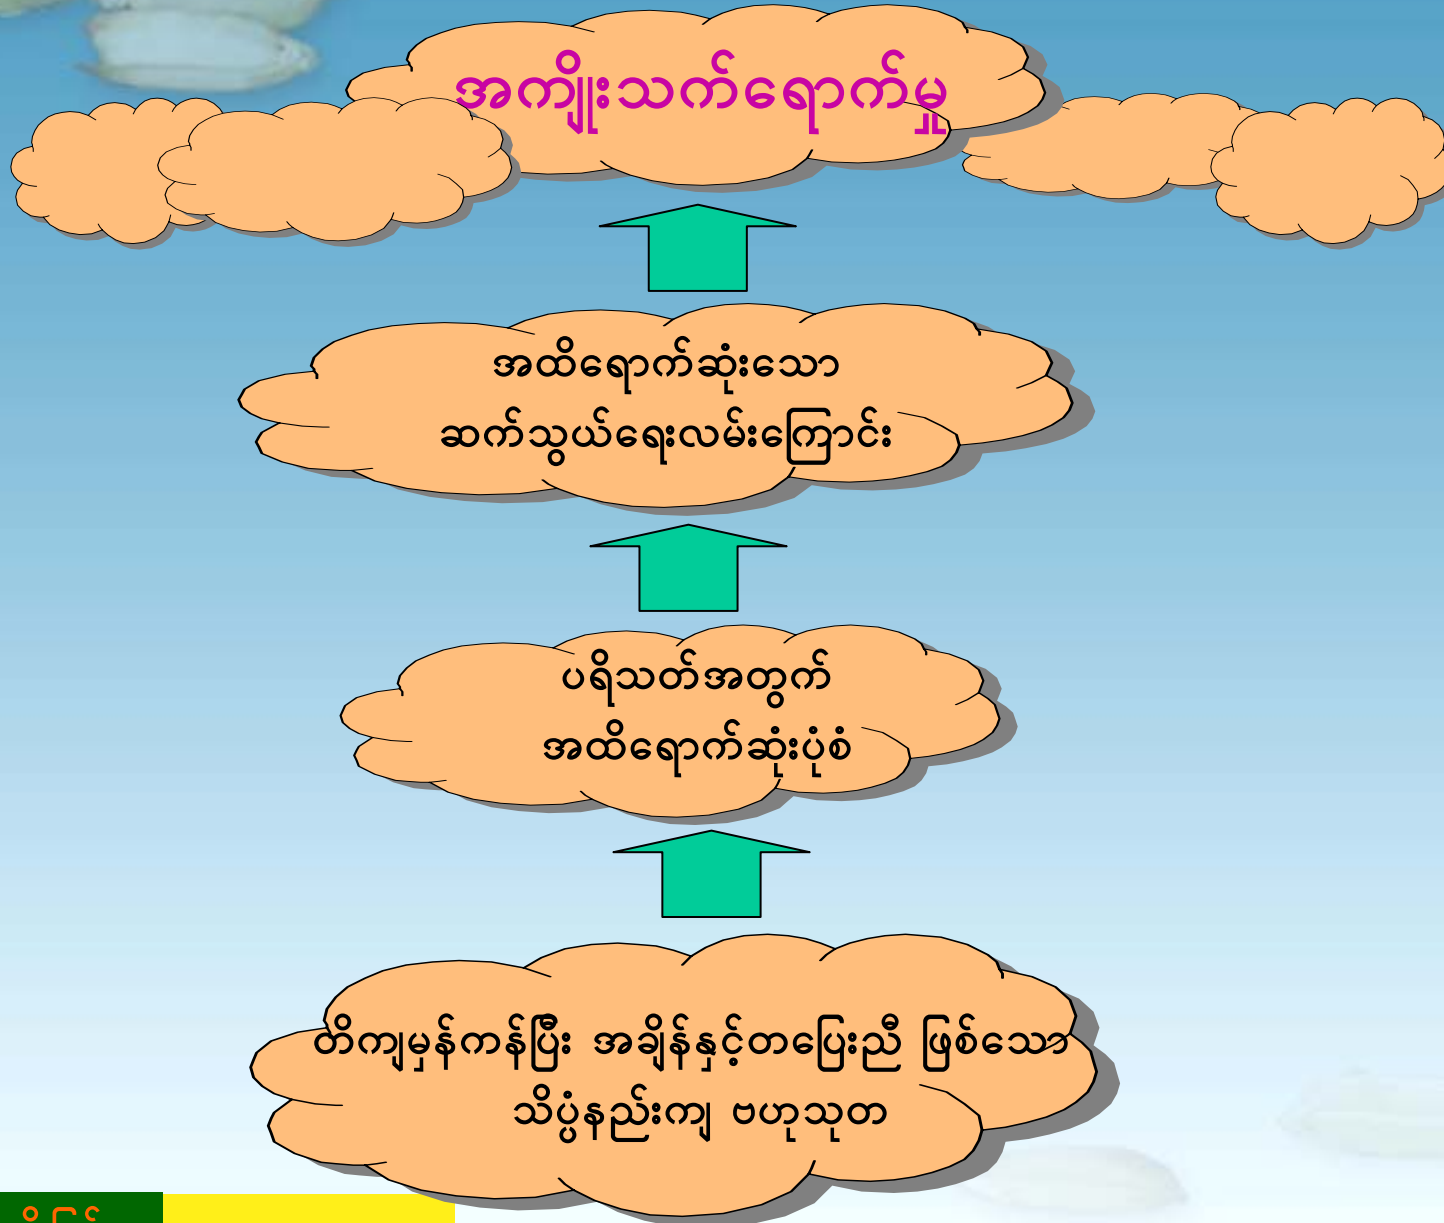 အကျိုးသက်ရောက်မှု
အထိရောက်ဆုံးသော
ဆက်သွယ်ရေးလမ်းကြောင်း
ပရိသတ်အတွက်
အထိရောက်ဆုံးပုံစံ
တိကျမှန်ကန်ပြီး အချိန်နှင့်တပြေးညီ ဖြစ်သော
သိပ္ပံနည်းကျ ဗဟုသုတ